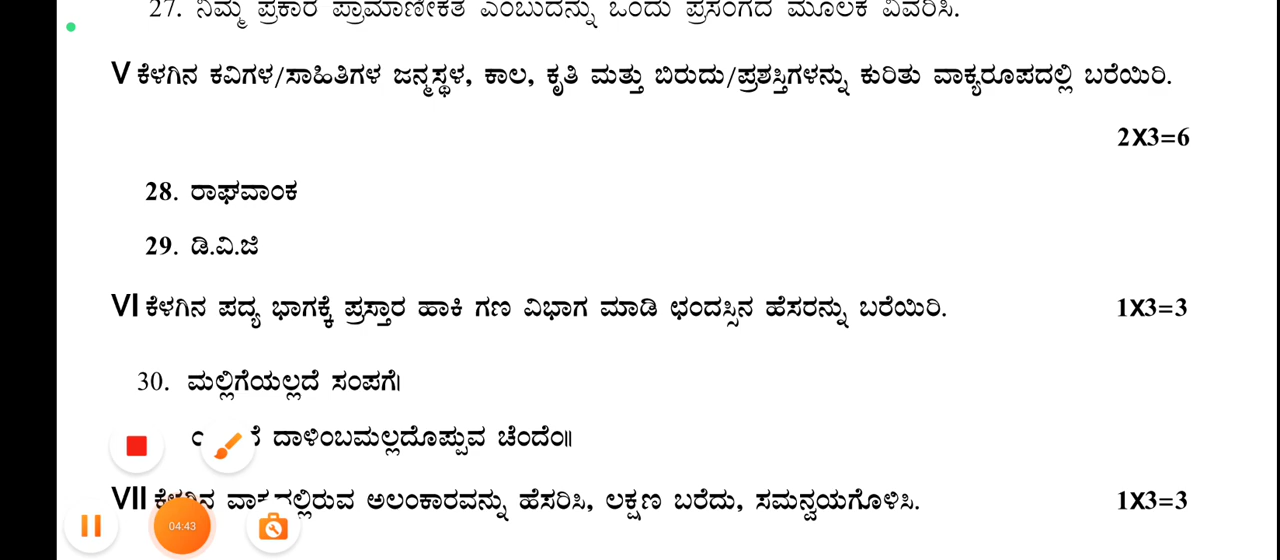 27. ನಿಮ್ಮ ಪ್ರಕಾರ ಪ್ರಾಮಾಣೀಕತೆ ಎಂಬುದನ್ನು ಒಂದು ಪ್ರಸಂಗದ ಮೂಲಕ ವಿವರಿಸಿ.
V ಕೆಳಗಿನ ಕವಿಗಳ/ಸಾಹಿತಿಗಳ ಜನ್ಮಸ್ಥಳ, ಕಾಲ, ಕೃತಿ ಮತ್ತು ಬಿರುದು/ಪ್ರಶಸ್ತಿಗಳನ್ನು ಕುರಿತು ವಾಕ್ಯರೂಪದಲ್ಲಿ ಬರೆಯಿರಿ.
2X3=6
28. ರಾಘವಾಂಕ
29. ಡಿ.ವಿ.ಜಿ
VI ಕೆಳಗಿನ ಪದ್ಯ ಭಾಗಕ್ಕೆ ಪ್ರಸ್ತಾರ ಹಾಕಿ ಗಣ ವಿಭಾಗ ಮಾಡಿ ಛಂದಸ್ಸಿನ ಹೆಸರನ್ನು ಬರೆಯಿರಿ. 1X3=3
30. ಮಲ್ಲಿಗೆಯಲ್ಲದೆ ಸಂಪಗೆ।
ದಾಳಿಂಬಮಲ್ಲದೊಪ್ಪುವ ಚೆಂದೆಂ॥
VII ಕೆಳಗಿನ ಅಲಂಕಾರವನ್ನು ಹೆಸರಿಸಿ, ಲಕ್ಷಣ ಬರೆದು, ಸಮನ್ವಯಗೊಳಿಸಿ. 1X3=3
04:43